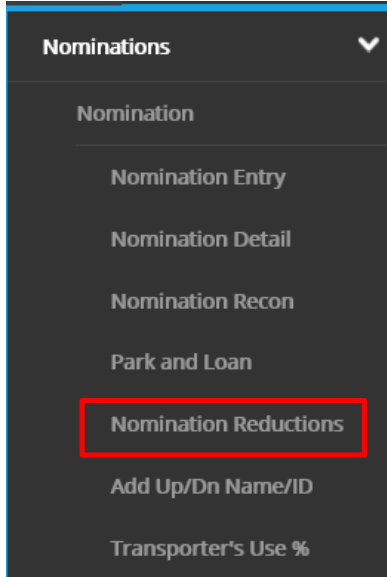 Nominations
Nomination
Nomination Entry
Nomination Detail
Nomination Recon
Park and Loan
Nomination Reductions
Add Up/Dn Name/ID
Transporter's Use %